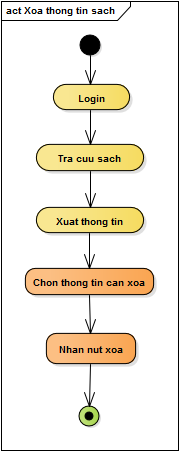 act Xoa thong tin sach
Login
Tra cuu sach
Xuat thong tin
Chon thong tin can xoa
Nhan nut xoa